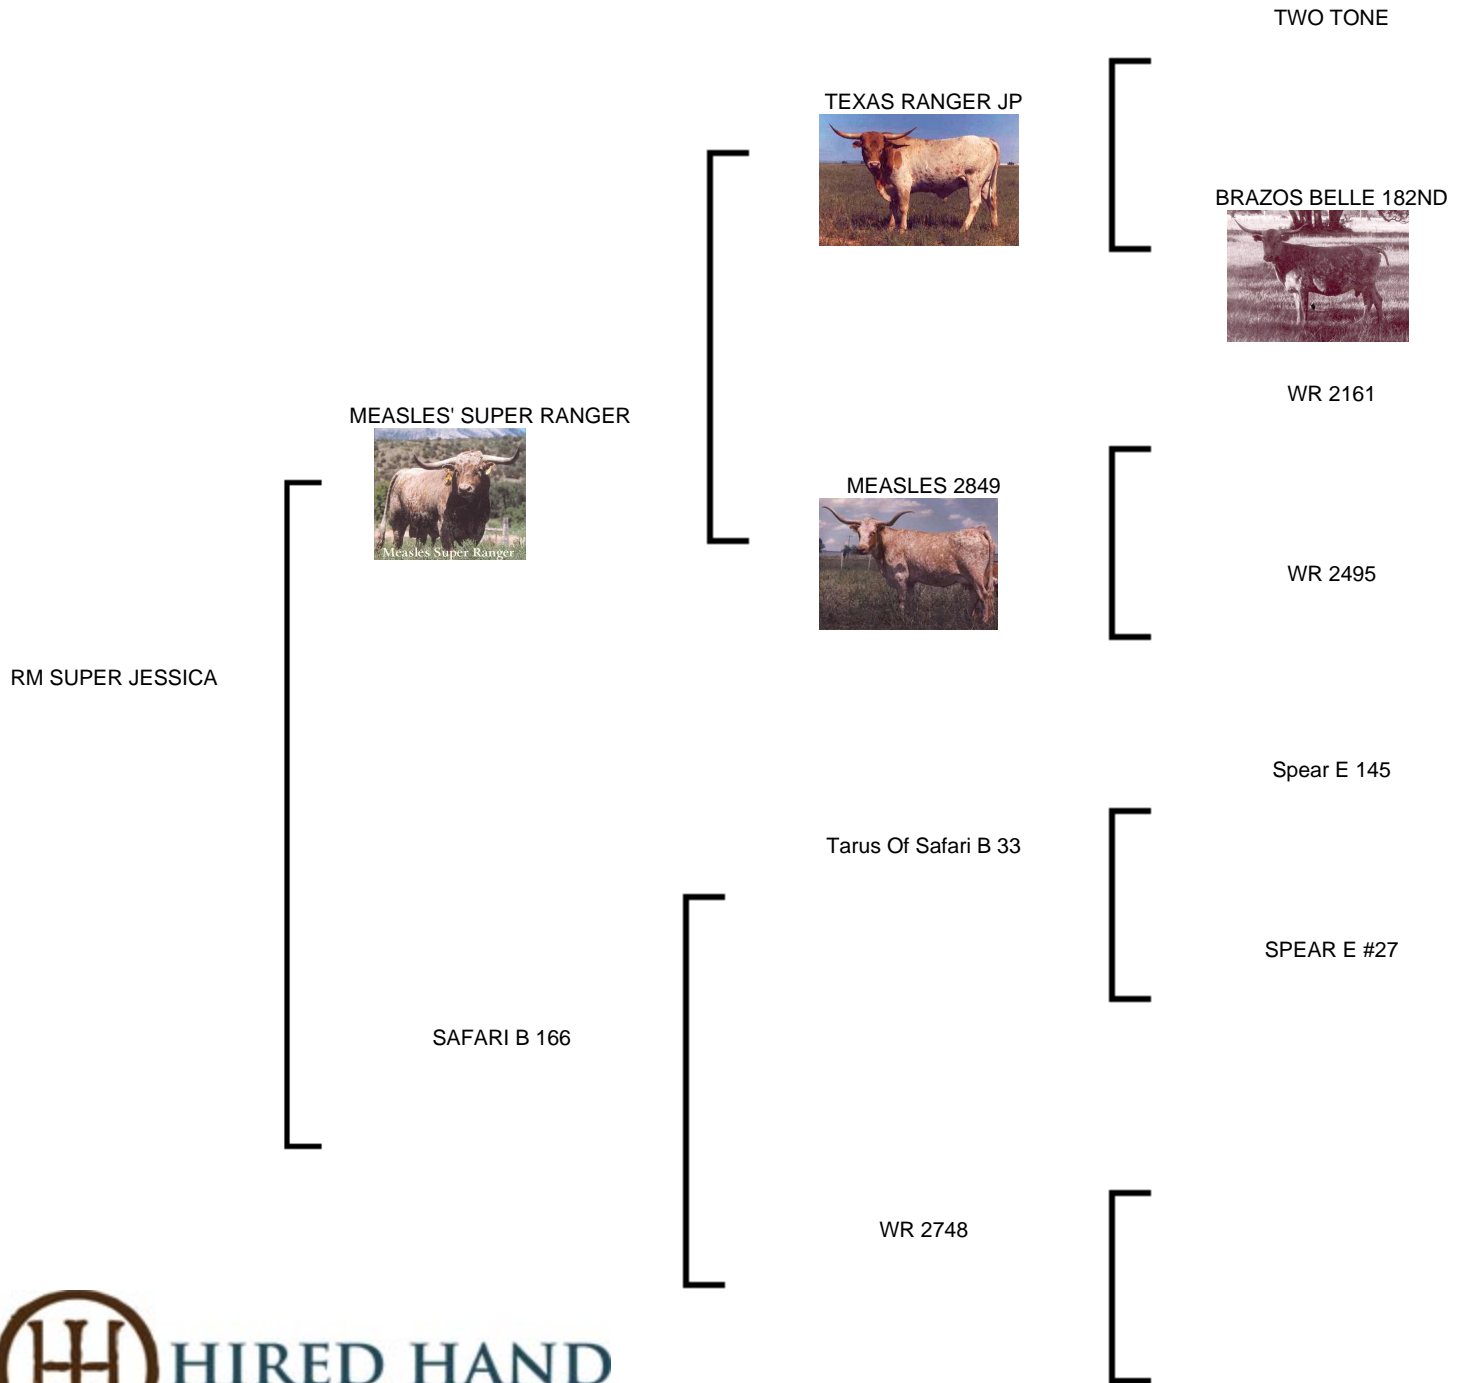 TWO TONE
TEXAS RANGER JP
BRAZOS BELLE 182ND
WR 2161
MEASLES' SUPER RANGER
Measles Super Ranger
MEASLES 2849
WR 2495
RM SUPER JESSICA
Spear E 145
Tarus Of Safari B 33
SPEAR E #27
SAFARI B 166
WR 2748
HIRED HAND